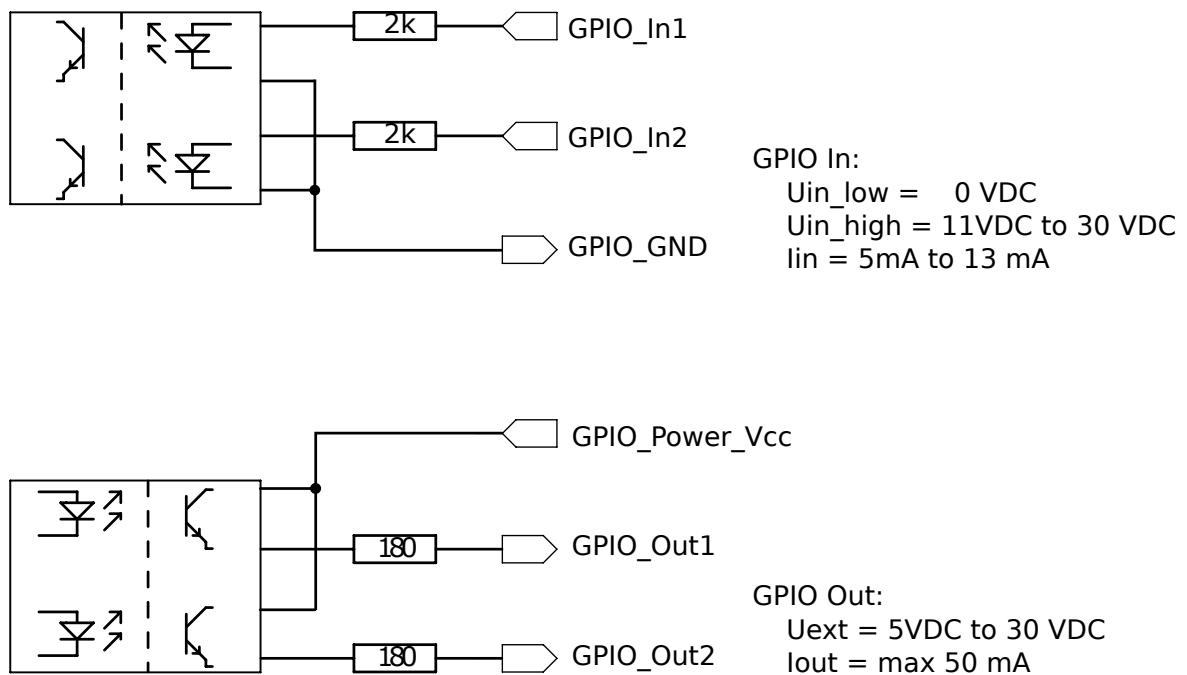 2k
GPIO_In1
2k
GPIO_In2
GPIO_GND
GPIO In:
Uin_low = 0 VDC
Uin_high = 11VDC to 30 VDC
Iin = 5mA to 13 mA
GPIO_Power_Vcc
180
GPIO_Out1
180
GPIO_Out2
GPIO Out:
Uext = 5VDC to 30 VDC
Iout = max 50 mA